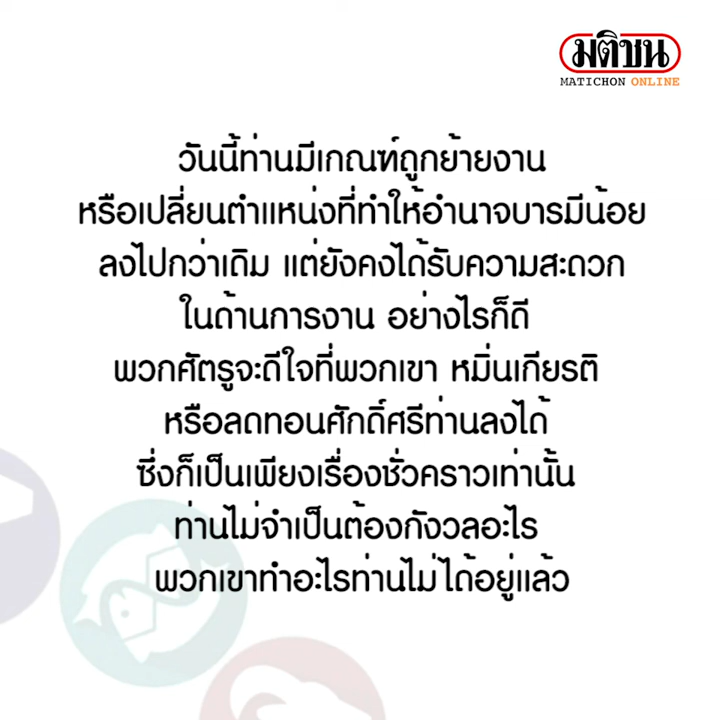 มติชน
MATICHON ONLINE
วันนี้ท่านมีเกณฑ์ถูกย้ายงาน
หรือเปลี่ยนตำแหน่งที่ทำให้อำนาจบารมีน้อย
ลงไปกว่าเดิม แต่ยังคงได้รับความสะดวก
ในด้านการงาน อย่างไรก็ดี
พวกศัตรูจะดีใจที่พวกเขา หมิ่นเกียรติ
หรือลดทอนศักดิ์ศรีท่านลงได้
ซึ่งก็เป็นเพียงเรื่องชั่วคราวเท่านั้น
ท่านไม่จำเป็นต้องกังวลอะไร
พวกเขาทำอะไรท่านไม่ได้อยู่แล้ว